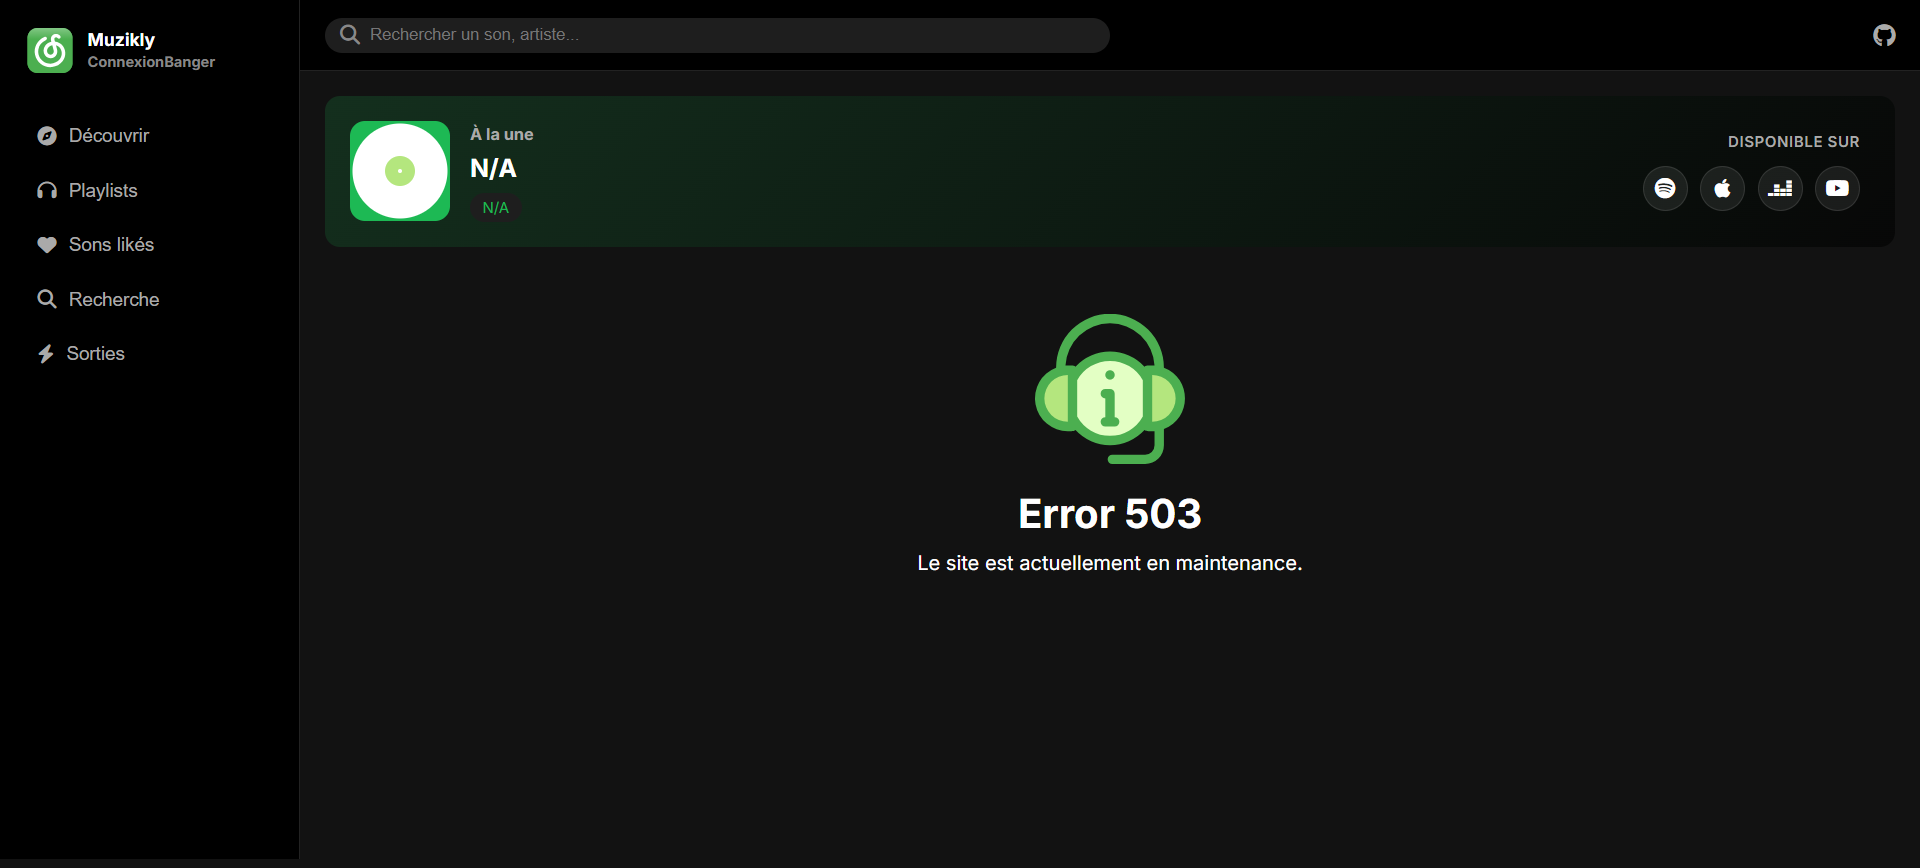 Muzikly
ConnexionBanger
Découvrir
Playlists
Sons likés
Recherche
Sorties
Rechercher un son, artiste...
À la une
N/A
N/A
DISPONIBLE SUR
Error 503
Le site est actuellement en maintenance.